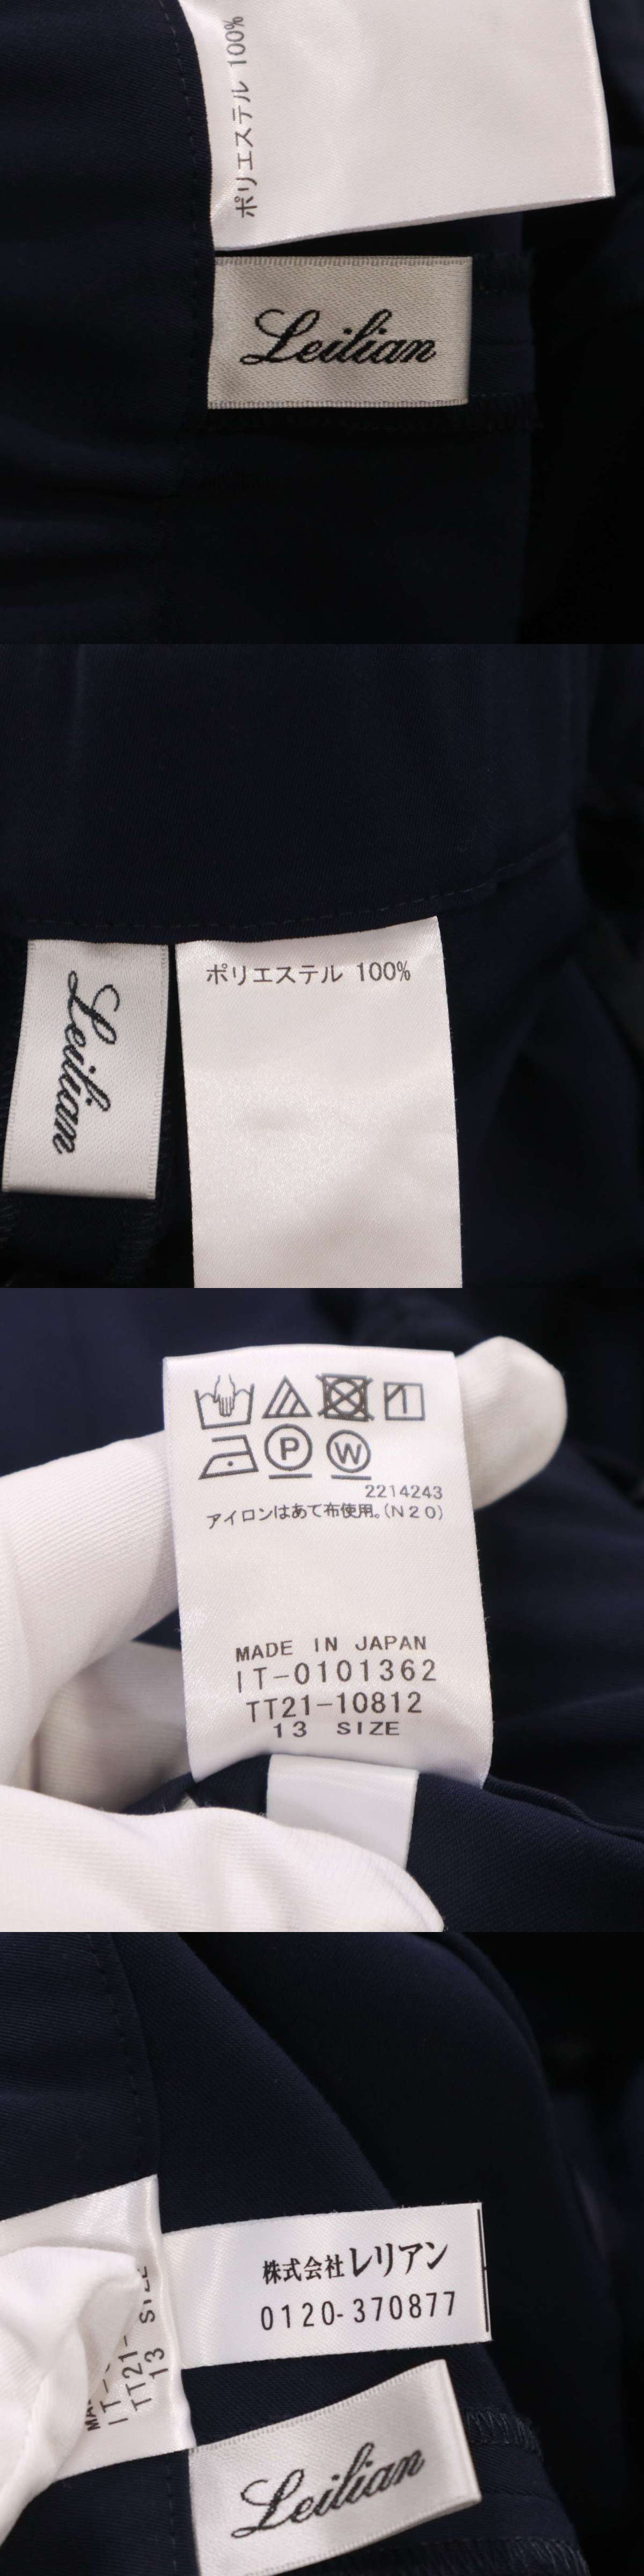 ポリエステル 100%
Leilian
Leilian
ポリエステル 100%
P
W
2214243
アイロンはあて布使用。(N20)
MADE IN JAPAN
IT-0101362
TT21-10812
13 SIZE
株式会社レリアン
0120-370877
IT-
TT21-
13 SIZE
Leilian